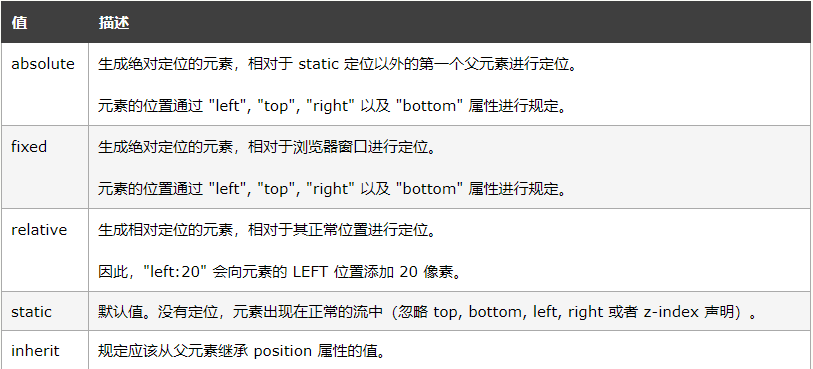 值 描述
absolute 生成绝对定位的元素，相对于 static 定位以外的第一个父元素进行定位。
元素的位置通过 "left", "top", "right" 以及 "bottom" 属性进行规定。
fixed 生成绝对定位的元素，相对于浏览器窗口进行定位。
元素的位置通过 "left", "top", "right" 以及 "bottom" 属性进行规定。
relative 生成相对定位的元素，相对于其正常位置进行定位。
因此，"left:20" 会向元素的 LEFT 位置添加 20 像素。
static 默认值。没有定位，元素出现在正常的流中（忽略 top, bottom, left, right 或者 z-index 声明）。
inherit 规定应该从父元素继承 position 属性的值。